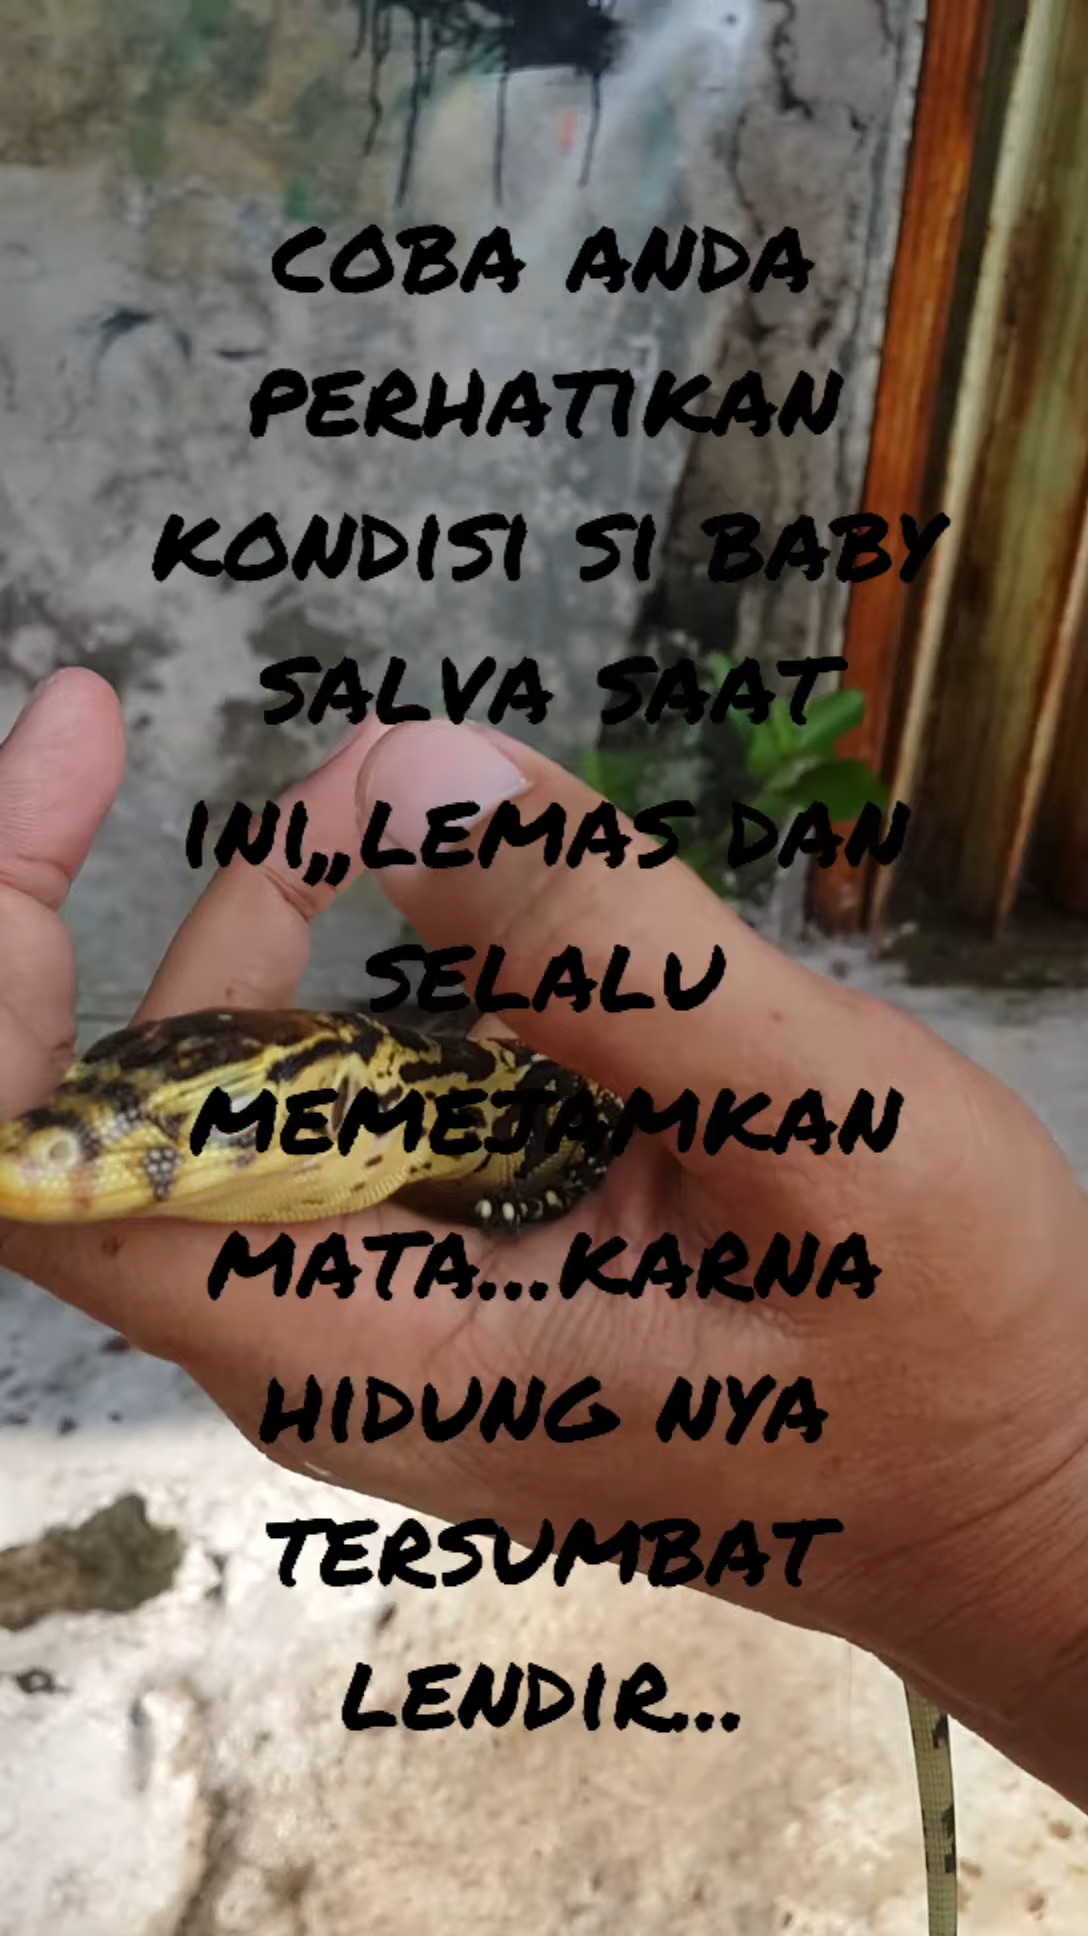 COBA ANDA
PERHATIKAN
KONDISI SI BABY
SALVA SAAT
INI,,LEMAS DAN
SELALU
MEMEJAMKAN
MATA...KARNA
HIDUNG NYA
TERSUMBAT
LENDIR...